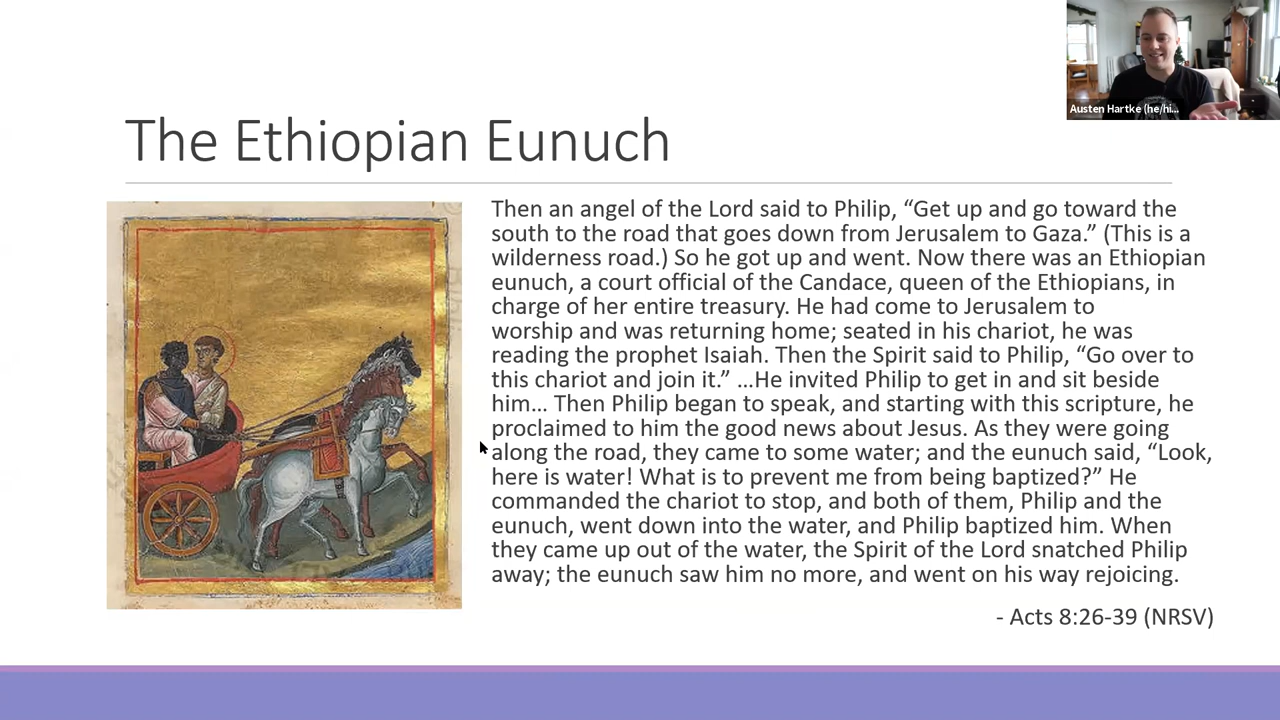 Austen Hartke (he/hi...
The Ethiopian Eunuch
Then an angel of the Lord said to Philip, “Get up and go toward the
south to the road that goes down from Jerusalem to Gaza.” (This is a
wilderness road.) So he got up and went. Now there was an Ethiopian
eunuch, a court official of the Candace, queen of the Ethiopians, in
charge of her entire treasury. He had come to Jerusalem to
worship and was returning home; seated in his chariot, he was
reading the prophet Isaiah. Then the Spirit said to Philip, “Go over to
this chariot and join it.” …He invited Philip to get in and sit beside
him… Then Philip began to speak, and starting with this scripture, he
proclaimed to him the good news about Jesus. As they were going
along the road, they came to some water; and the eunuch said, “Look,
here is water! What is to prevent me from being baptized?” He
commanded the chariot to stop, and both of them, Philip and the
eunuch, went down into the water, and Philip baptized him. When
they came up out of the water, the Spirit of the Lord snatched Philip
away; the eunuch saw him no more, and went on his way rejoicing.
- Acts 8:26-39 (NRSV)